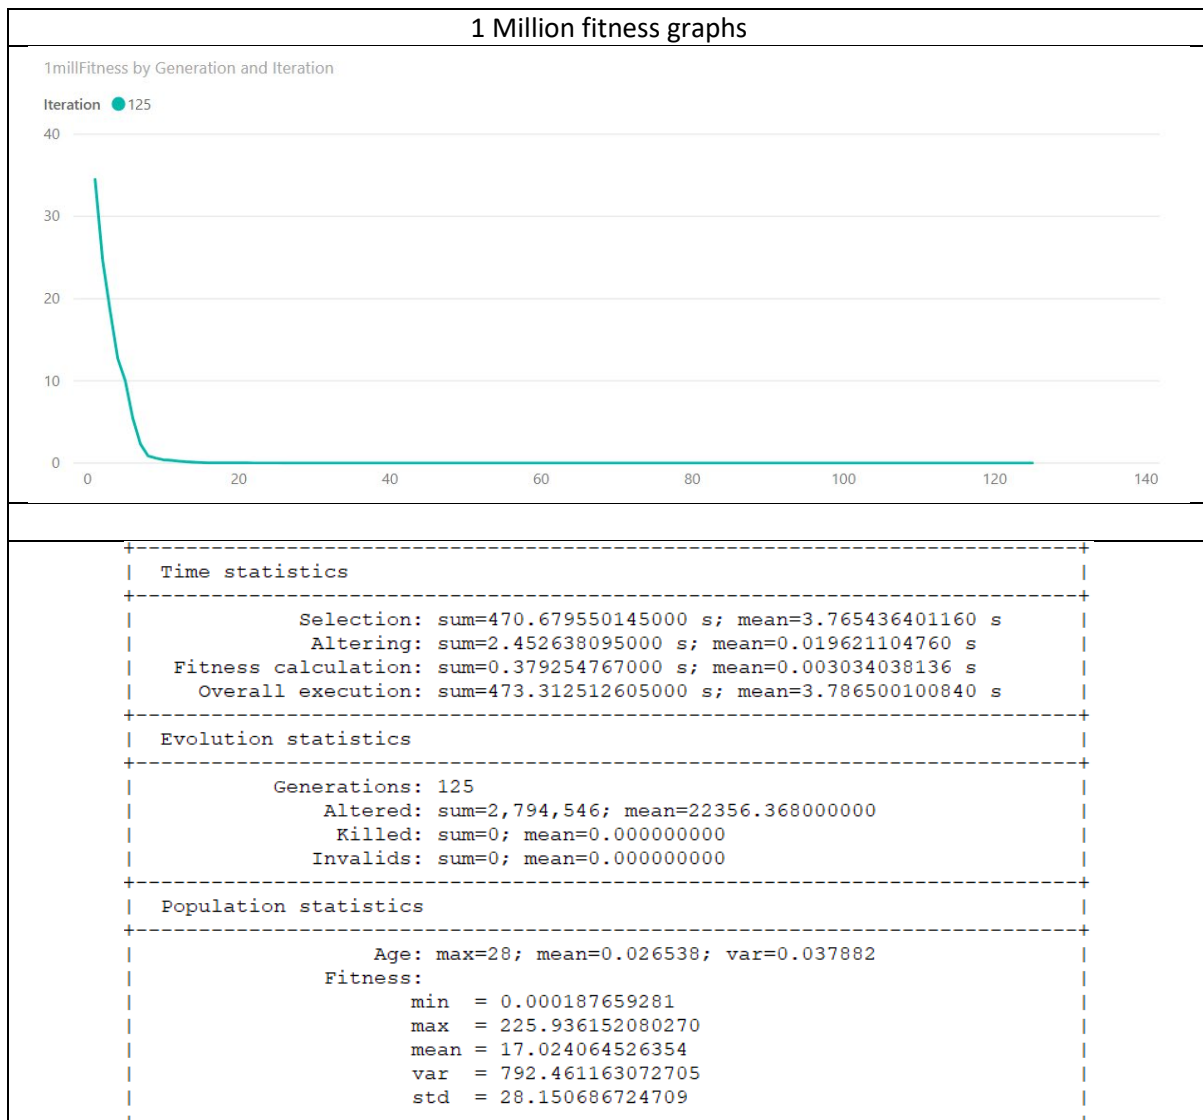 1 Million fitness graphs
1millFitness by Generation and Iteration
Iteration 125
40
30
20
10
0
0 20 40 60 80 100 120 140
Time statistics
Selection: sum=470.679550145000 s; mean=3.765436401160 s
Altering: sum=2.452638095000 s; mean=0.019621104760 s
Fitness calculation: sum=0.379254767000 s; mean=0.003034038136 s
Overall execution: sum=473.312512605000 s; mean=3.786500100840 s
Evolution statistics
Generations: 125
Altered: sum=2,794,546; mean=22356.368000000
Killed: sum=0; mean=0.000000000
Invalids: sum=0; mean=0.000000000
Population statistics
Age: max=28; mean=0.026538; var=0.037882
Fitness:
min = 0.000187659281
max = 225.936152080270
mean = 17.024064526354
var = 792.461163072705
std = 28.150686724709